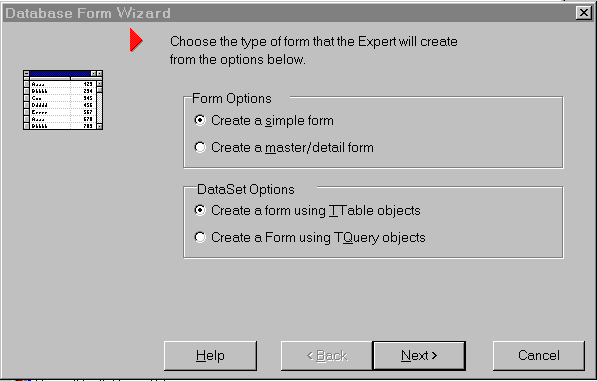 Database Form Wizard
Choose the type of form that the Expert will create
from the options below.
Form Options
Create a simple form
Create a master/detail form
DataSet Options
Create a form using TTable objects
Create a Form using TQuery objects
Help
< Back
Next >
Cancel